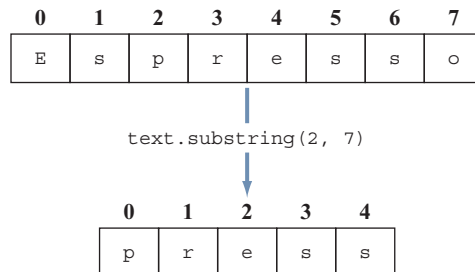 0 1 2 3 4 5 6 7
E s p r e s s o
text.substring(2, 7)
0 1 2 3 4
p r e s s